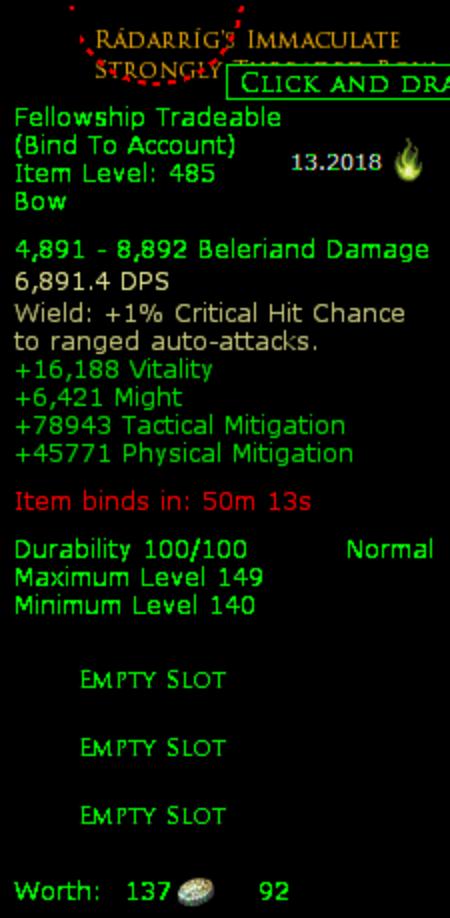 Rádarríg's Immaculate
Strongly
Click and dra
Fellowship Tradeable
(Bind To Account)
Item Level: 485
13.2018
Bow
4,891 - 8,892 Beleriand Damage
6,891.4 DPS
Wield: +1% Critical Hit Chance
to ranged auto-attacks.
+16,188 Vitality
+6,421 Might
+78943 Tactical Mitigation
+45771 Physical Mitigation
Item binds in: 50m 13s
Durability 100/100 Normal
Maximum Level 149
Minimum Level 140
Empty Slot
Empty Slot
Empty Slot
Worth: 137 92